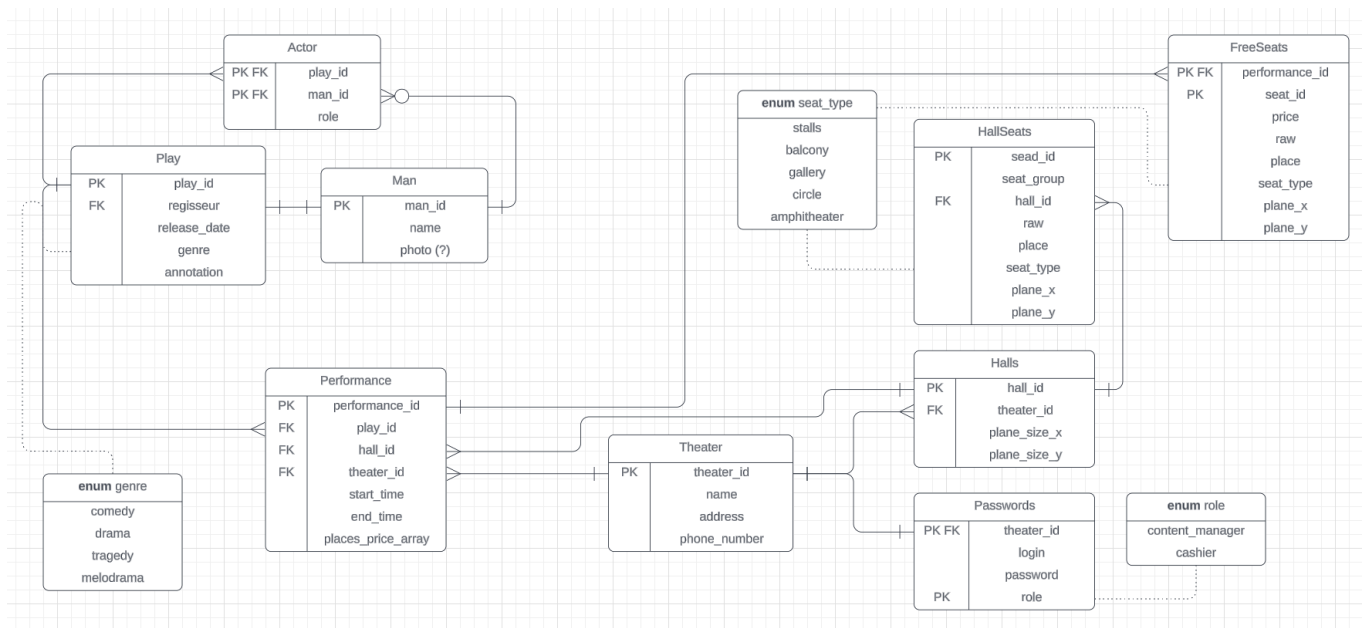 Actor
PK FK play_id
PK FK man_id
role
Play
PK play_id
FK regisseur
release_date
genre
annotation
Man
PK man_id
name
photo (?)
enum seat_type
stalls
balcony
gallery
circle
amphitheater
HallSeats
PK sead_id
seat_group
FK hall_id
raw
place
seat_type
plane_x
plane_y
FreeSeats
PK FK performance_id
PK seat_id
price
raw
place
seat_type
plane_x
plane_y
Performance
PK performance_id
FK play_id
FK hall_id
FK theater_id
start_time
end_time
places_price_array
Halls
PK hall_id
FK theater_id
plane_size_x
plane_size_y
Theater
PK theater_id
name
address
phone_number
enum genre
comedy
drama
tragedy
melodrama
Passwords
PK FK theater_id
login
password
PK role
enum role
content_manager
cashier